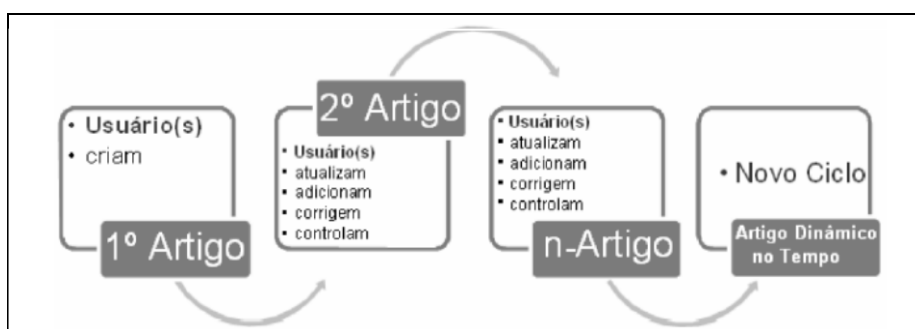 • Usuário(s)
• criam
1º Artigo
2º Artigo
• Usuário(s)
• atualizam
• adicionam
• corrigem
• controlam
• Usuário(s)
• atualizam
• adicionam
• corrigem
• controlam
n-Artigo
• Novo Ciclo
Artigo Dinámico
no Tempo